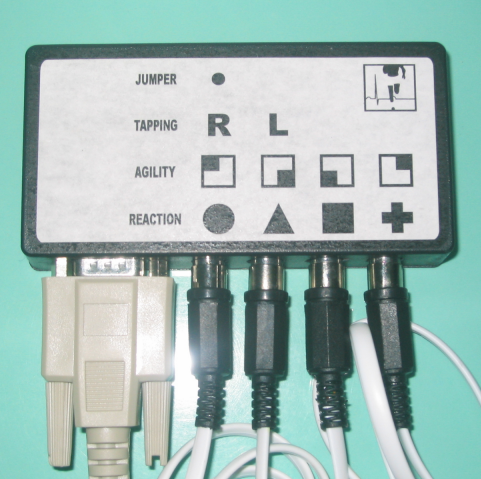 JUMPER
TAPPING R L
AGILITY
REACTION